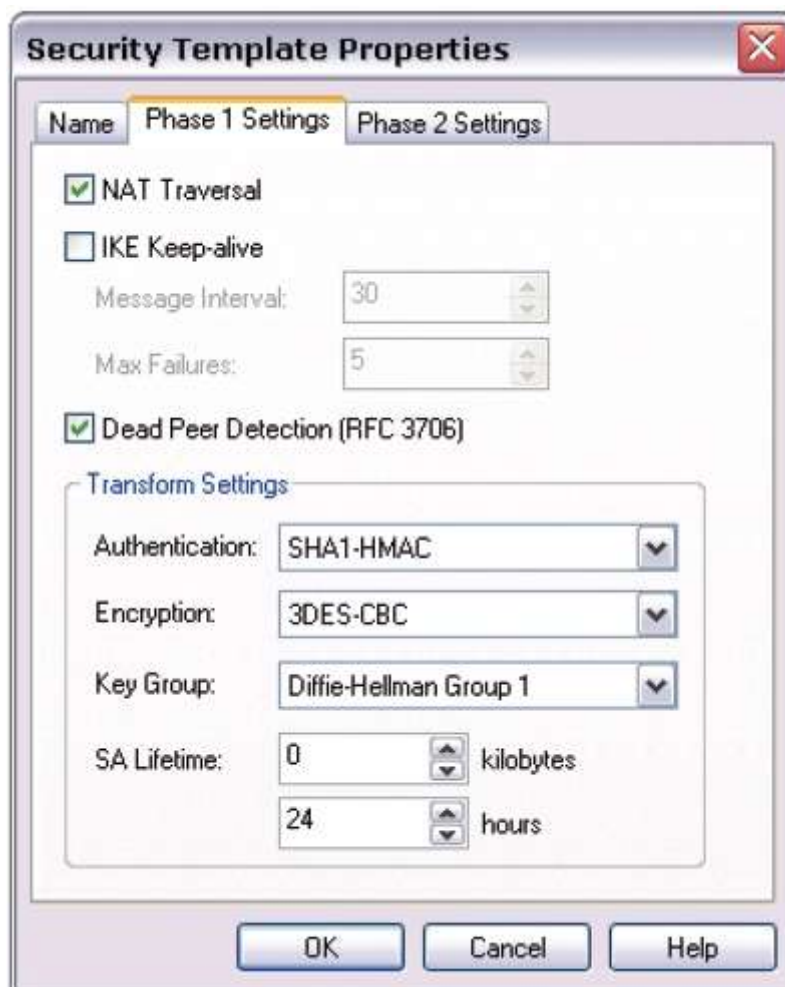 Security Template Properties
Name Phase 1 Settings Phase 2 Settings
NAT Traversal
IKE Keep-alive
Message Interval: 30
Max Failures: 5
Dead Peer Detection (RFC 3706)
Transform Settings
Authentication: SHA1-HMAC
Encryption: 3DES-CBC
Key Group: Diffie-Hellman Group 1
SA Lifetime: 0 kilobytes
24 hours
OK Cancel Help